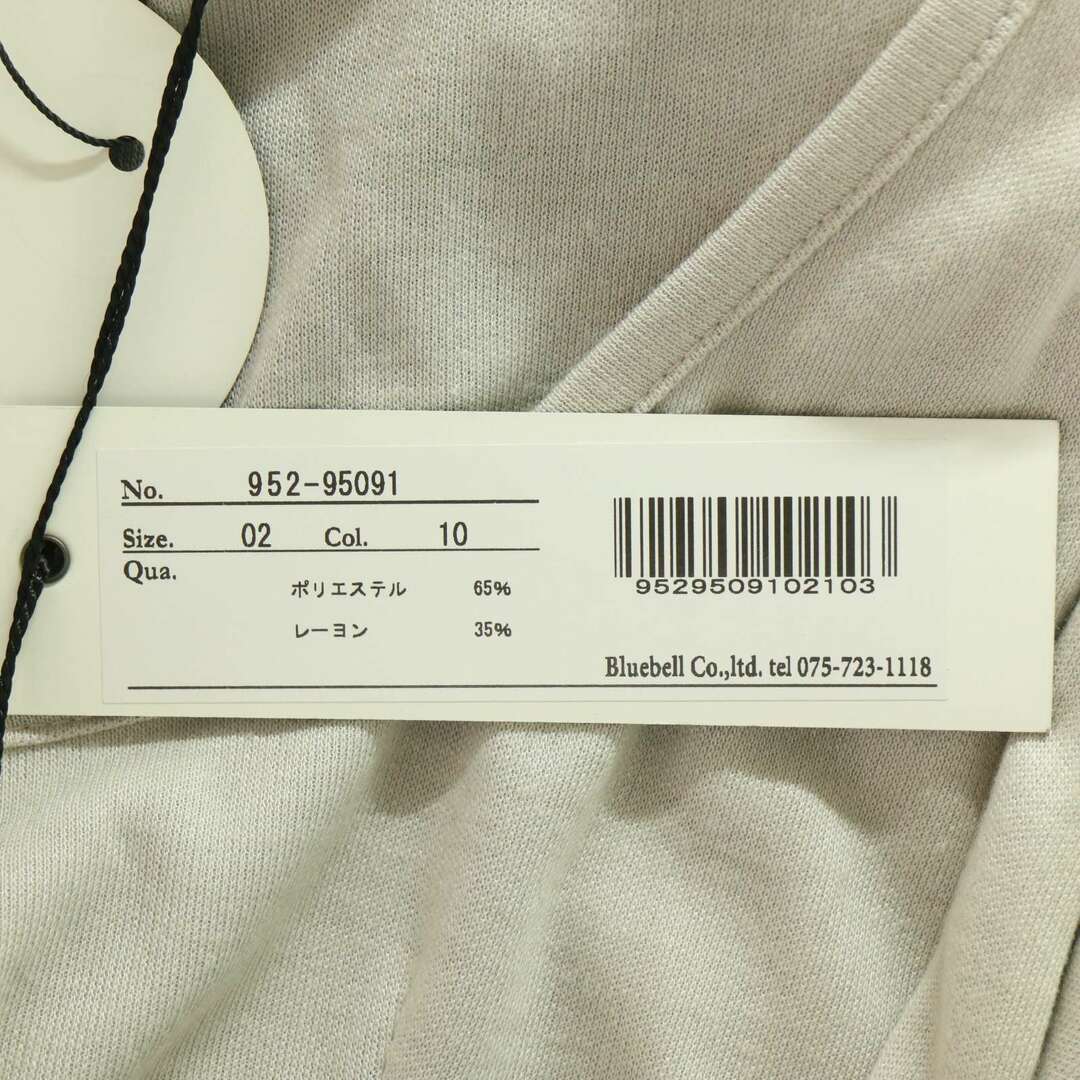 No. 952-95091
Size. 02 Col. 10
Qua.
ポリエステル 65%
レーヨン 35%
9529509102103
Bluebell Co.,ltd. tel 075-723-1118